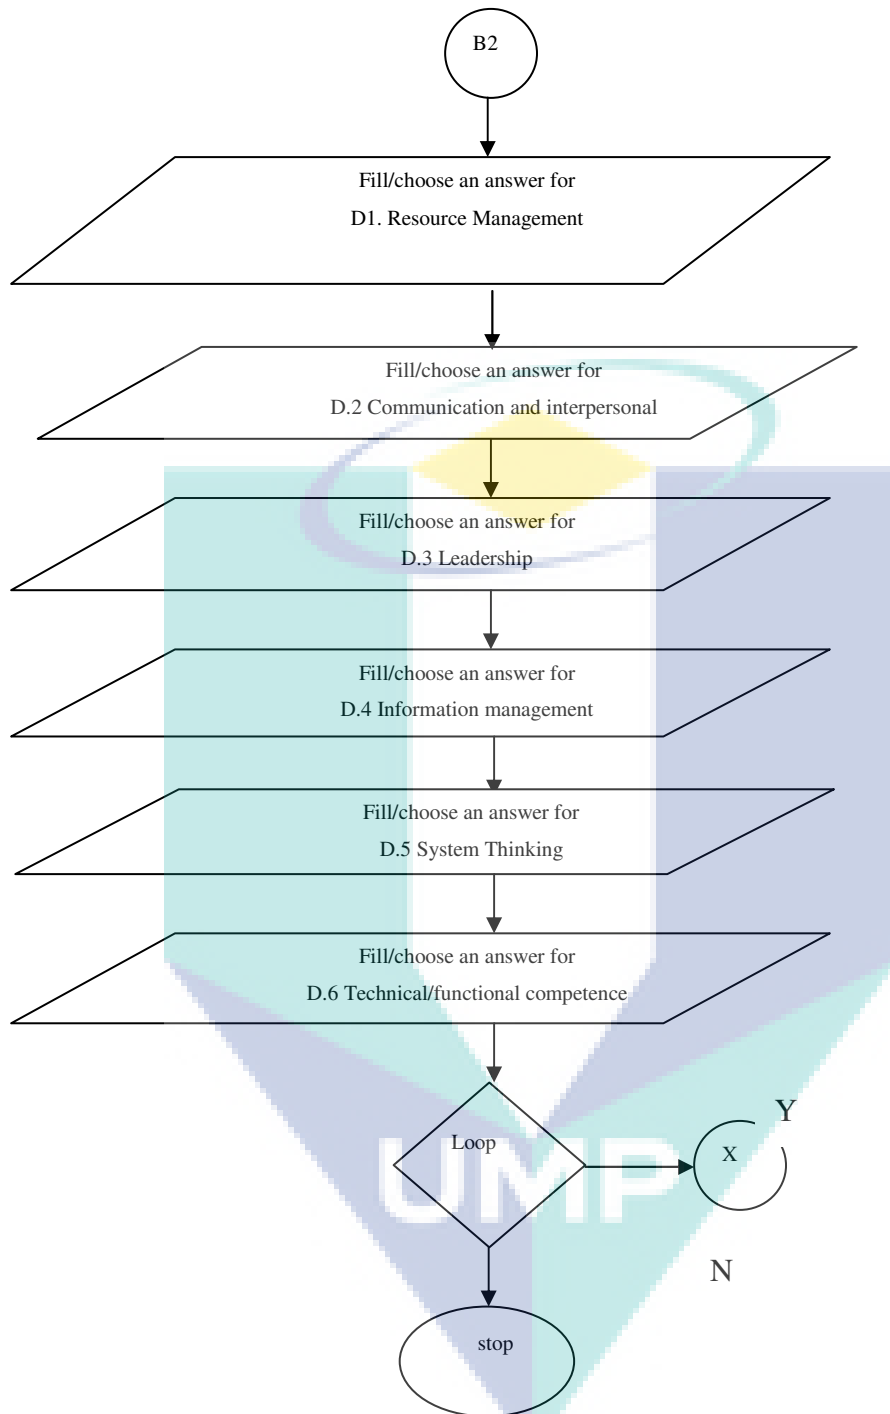 B2
Fill/choose an answer for
D1. Resource Management
Fill/choose an answer for
D.2 Communication and interpersonal
Fill/choose an answer for
D.3 Leadership
Fill/choose an answer for
D.4 Information management
Fill/choose an answer for
D.5 System Thinking
Fill/choose an answer for
D.6 Technical/functional competence
Y
Loop
X
UMP
N
stop